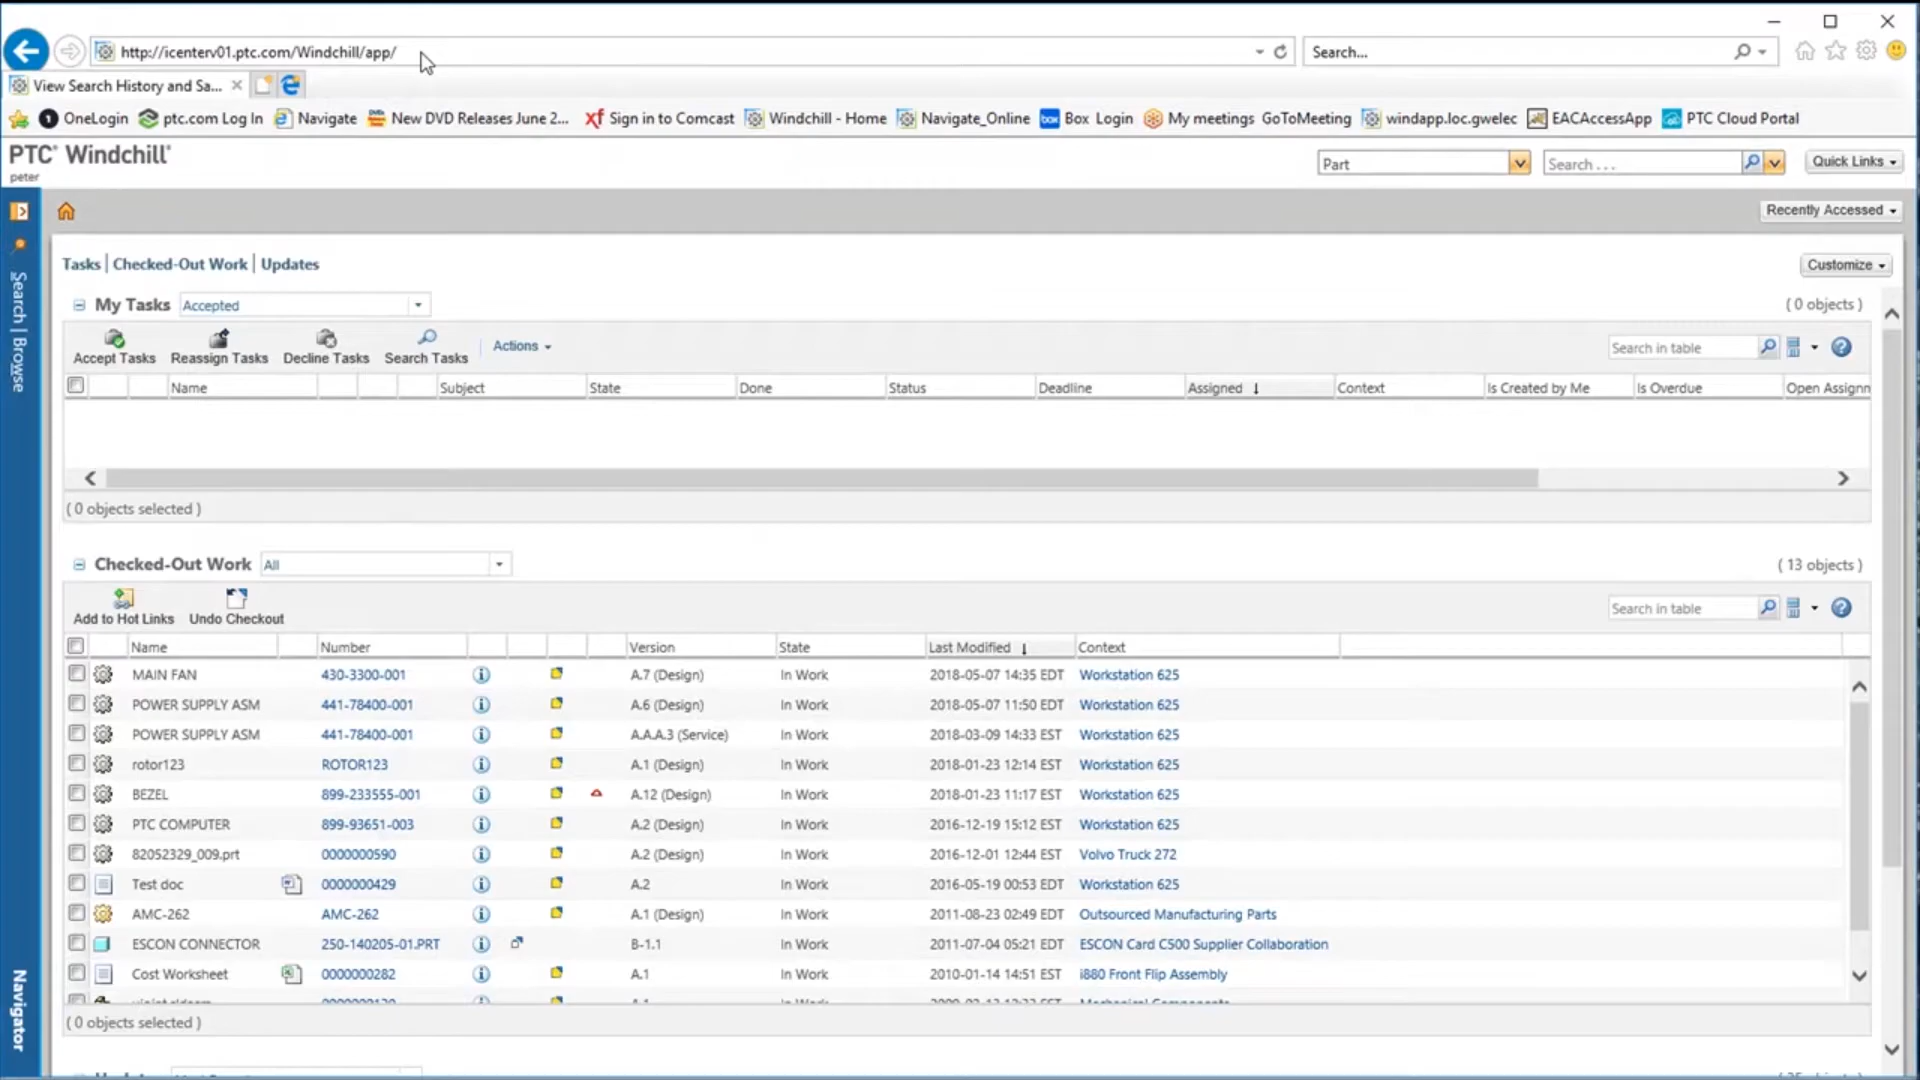 http://icenterv01.ptc.com/Windchill/app/
Search...
View Search History and Sa...
OneLogin ptc.com Log In Navigate New DVD Releases June 2... Sign in to Comcast Windchill - Home Navigate_Online box Box Login My meetings GoToMeeting windapp.loc.gwelec EACAccessApp PTC Cloud Portal
PTC® Windchill®
peter
Part
Search . . .
Quick Links
Recently Accessed
Search | Browse
Navigator
Tasks | Checked-Out Work | Updates
Customize
My Tasks Accepted ( 0 objects )
Accept Tasks Reassign Tasks Decline Tasks Search Tasks Actions Search in table
Name Subject State Done Status Deadline Assigned ↓ Context Is Created by Me Is Overdue Open Assignn
( 0 objects selected )
Checked-Out Work All ( 13 objects )
Add to Hot Links Undo Checkout Search in table
Name Number Version State Last Modified ↓ Context
MAIN FAN 430-3300-001 A.7 (Design) In Work 2018-05-07 14:35 EDT Workstation 625
POWER SUPPLY ASM 441-78400-001 A.6 (Design) In Work 2018-05-07 11:50 EDT Workstation 625
POWER SUPPLY ASM 441-78400-001 A.A.A.3 (Service) In Work 2018-03-09 14:33 EST Workstation 625
rotor123 ROTOR123 A.1 (Design) In Work 2018-01-23 12:14 EST Workstation 625
BEZEL 899-233555-001 A.12 (Design) In Work 2018-01-23 11:17 EST Workstation 625
PTC COMPUTER 899-93651-003 A.2 (Design) In Work 2016-12-19 15:12 EST Workstation 625
82052329_009.prt 0000000590 A.2 (Design) In Work 2016-12-01 12:44 EST Volvo Truck 272
Test doc 0000000429 A.2 In Work 2016-05-19 00:53 EDT Workstation 625
AMC-262 AMC-262 A.1 (Design) In Work 2011-08-23 02:49 EDT Outsourced Manufacturing Parts
ESCON CONNECTOR 250-140205-01.PRT B-1.1 In Work 2011-07-04 05:21 EDT ESCON Card C500 Supplier Collaboration
Cost Worksheet 0000000282 A.1 In Work 2010-01-14 14:51 EST i880 Front Flip Assembly
In Work Mechanical Components
( 0 objects selected )